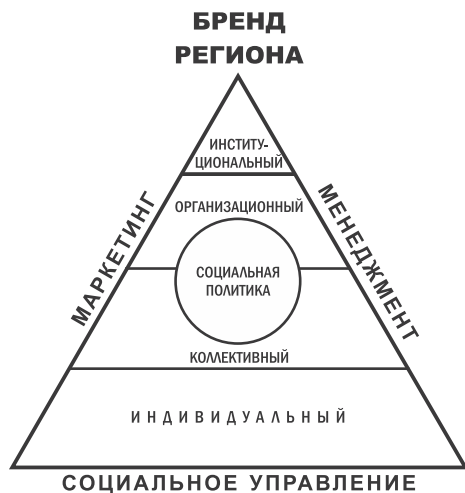 БРЕНД
РЕГИОНА
ИНСТИТУ-
ЦИОНАЛЬНЫЙ
ОРГАНИЗАЦИОННЫЙ
МАРКЕТИНГ
МЕНЕДЖМЕНТ
СОЦИАЛЬНАЯ
ПОЛИТИКА
КОЛЛЕКТИВНЫЙ
ИНДИВИДУАЛЬНЫЙ
СОЦИАЛЬНОЕ УПРАВЛЕНИЕ